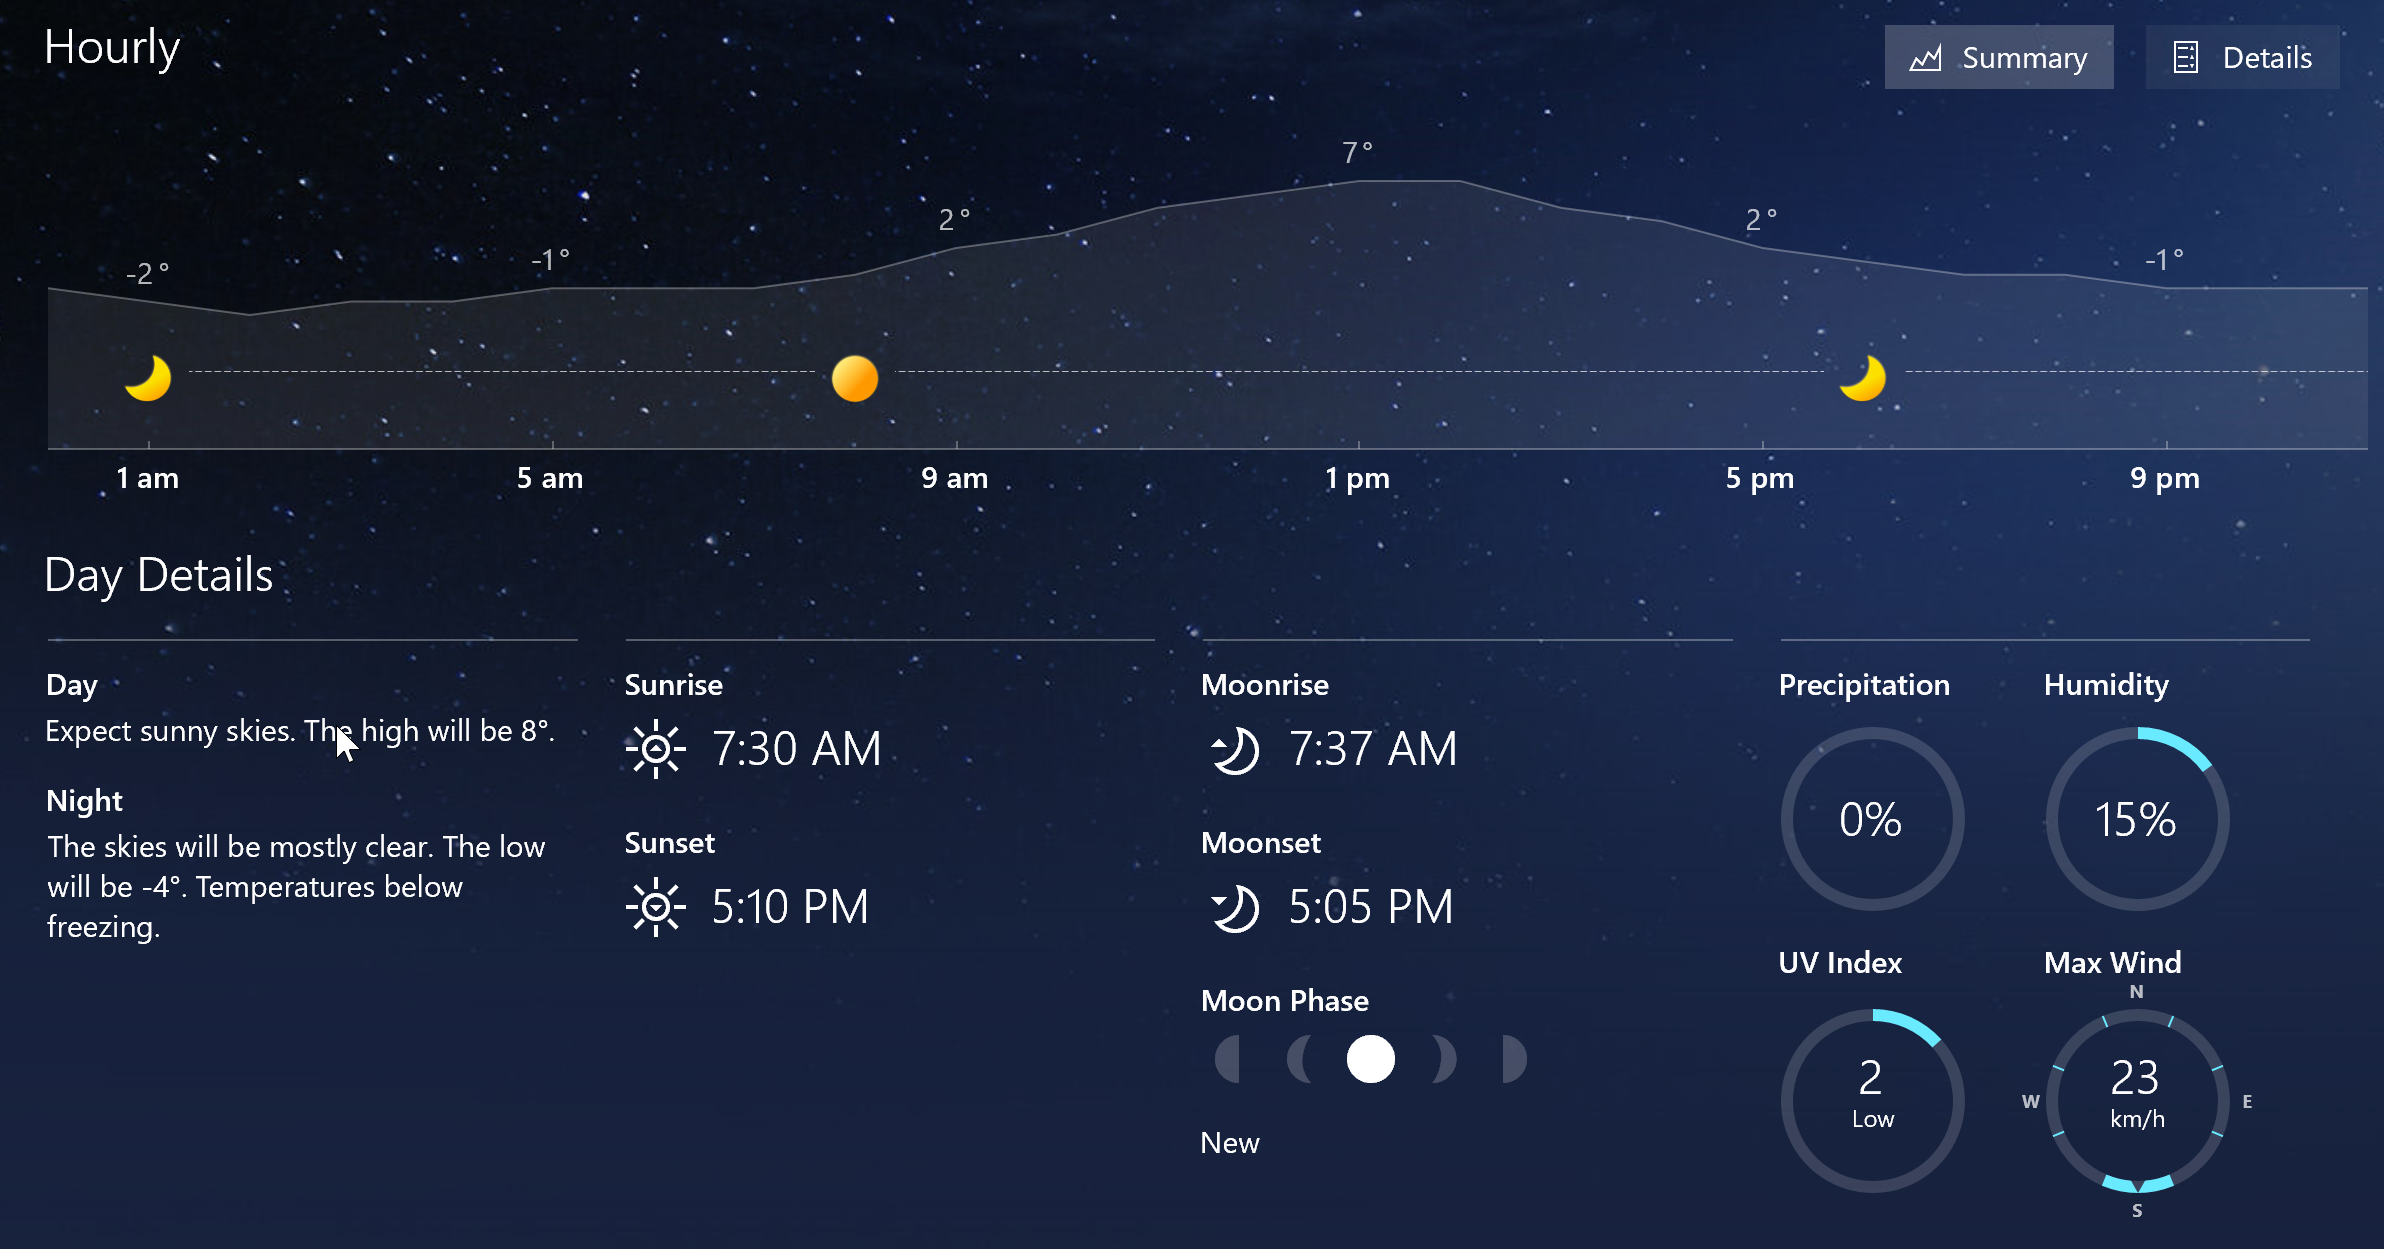 Hourly
Summary
Details
-2°
-1°
2°
7°
2°
-1°
1 am
5 am
9 am
1 pm
5 pm
9 pm
Day Details
Day
Expect sunny skies. The high will be 8°.
Night
The skies will be mostly clear. The low
will be -4°. Temperatures below
freezing.
Sunrise
7:30 AM
Sunset
5:10 PM
Moonrise
7:37 AM
Moonset
5:05 PM
Moon Phase
New
Precipitation
0%
Humidity
15%
UV Index
2
Low
Max Wind
N
W
23
km/h
E
S